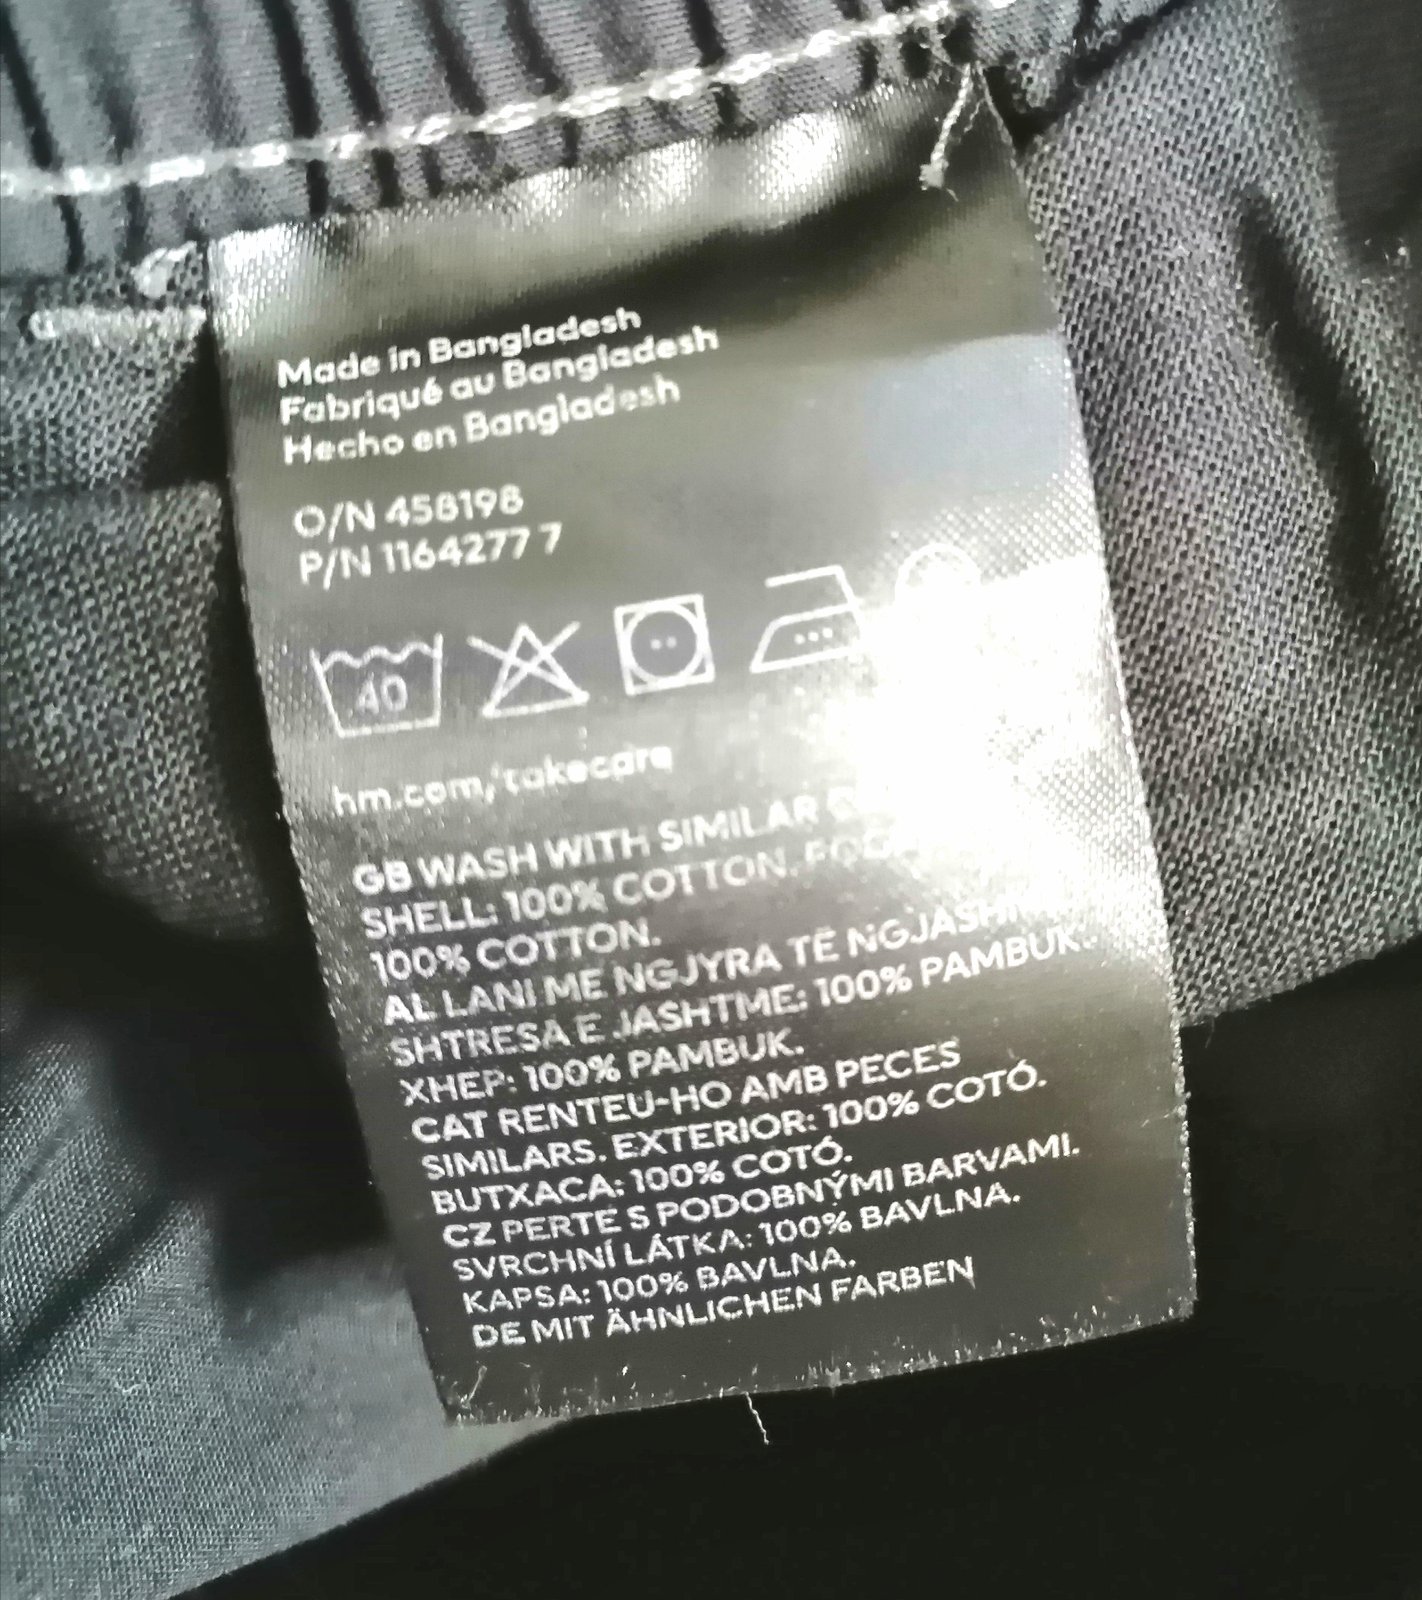 Made in Bangladesh
Fabriqué au Bangladesh
Hecho en Bangladesh
O/N 458198
P/N 1164277 7
40
hm.com/takecare
GB WASH WITH SIMILAR
SHELL: 100% COTTON.
100% COTTON.
AL LANI ME NGJYRA TË
SHTRESA E JASHTME: 100% PAMBUK.
XHEP: 100% PAMBUK.
CAT RENTEU-HO AMB PECES
SIMILARS. EXTERIOR: 100% COTÓ.
BUTXACA: 100% COTÓ.
CZ PERTE S PODOBNÝMI BARVAMI.
SVRCHNÍ LÁTKA: 100% BAVLNA.
KAPSA: 100% BAVLNA.
DE MIT ÄHNLICHEN FARBEN